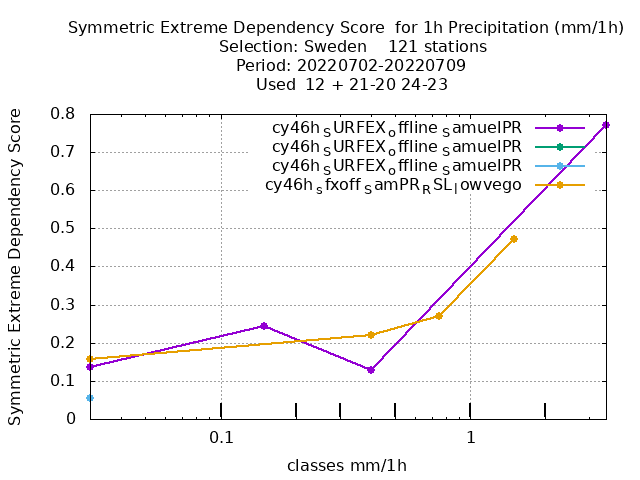 Symmetric Extreme Dependency Score  for 1h Precipitation (mm/1h)
Selection: Sweden    121 stations
Period: 20220702-20220709
Used  12 + 21-20 24-23
Symmetric Extreme Dependency Score
0.8
0.7
0.6
0.5
0.4
0.3
0.2
0.1
0
cy46h_SURFEX_offline_SamuelPR
cy46h_SURFEX_offline_SamuelPR
cy46h_SURFEX_offline_SamuelPR
cy46h_sfxoff_SamPR_RSL_lowvego
0.1
1
classes mm/1h